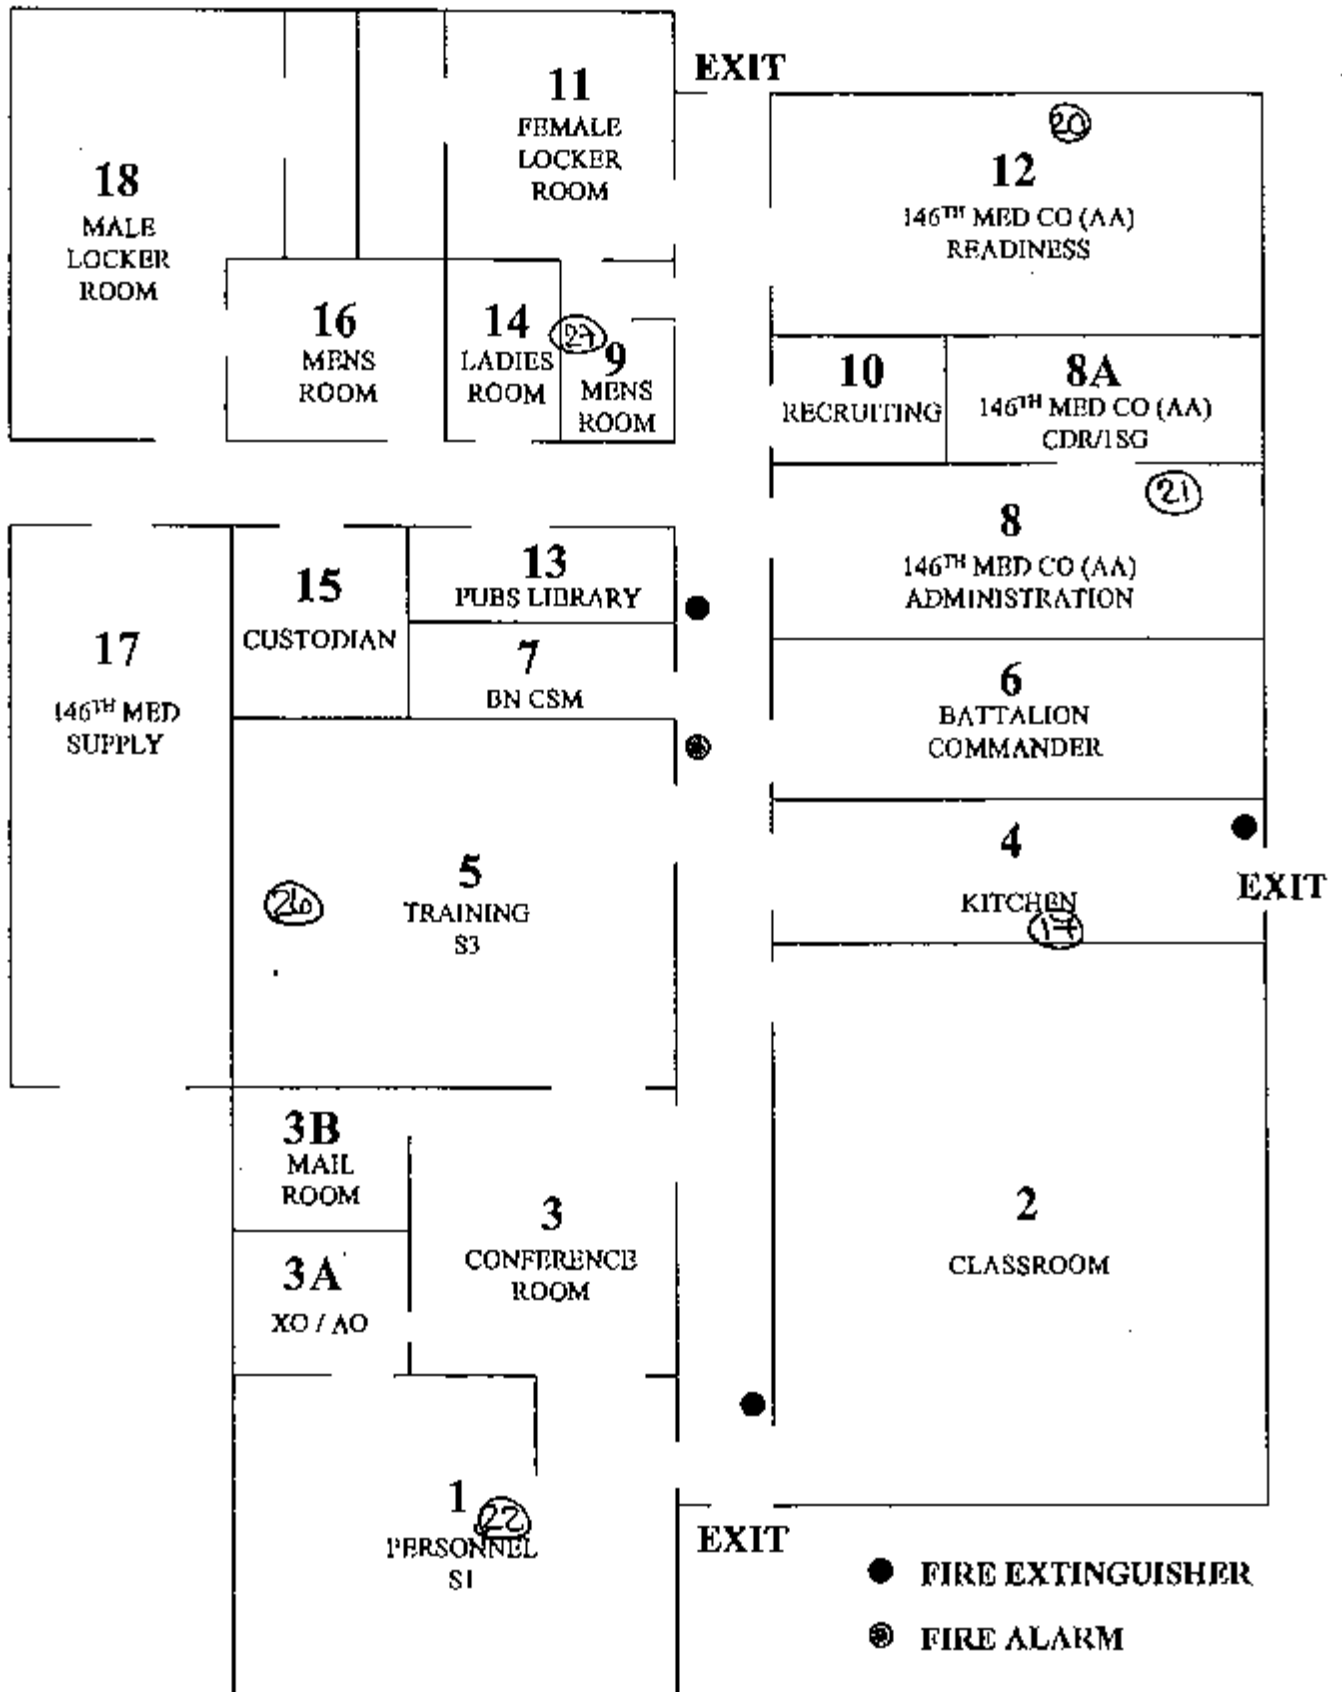 EXIT
11
FEMALE
LOCKER
ROOM
20
12
146TH MED CO (AA)
READINESS
18
MALE
LOCKER
ROOM
16
MENS
ROOM
14
LADIES
ROOM
9
MENS
ROOM
10
RECRUITING
8A
146TH MED CO (AA)
CDR/1SG
21
8
146TH MED CO (AA)
ADMINISTRATION
13
PUBS LIBRARY
15
CUSTODIAN
7
BN CSM
17
146TH MED
SUPPLY
6
BATTALION
COMMANDER
4
KITCHEN
17
EXIT
5
TRAINING
S3
26
3B
MAIL
ROOM
3A
XO / AO
3
CONFERENCE
ROOM
2
CLASSROOM
1
22
PERSONNEL
S1
EXIT
FIRE EXTINGUISHER
FIRE ALARM